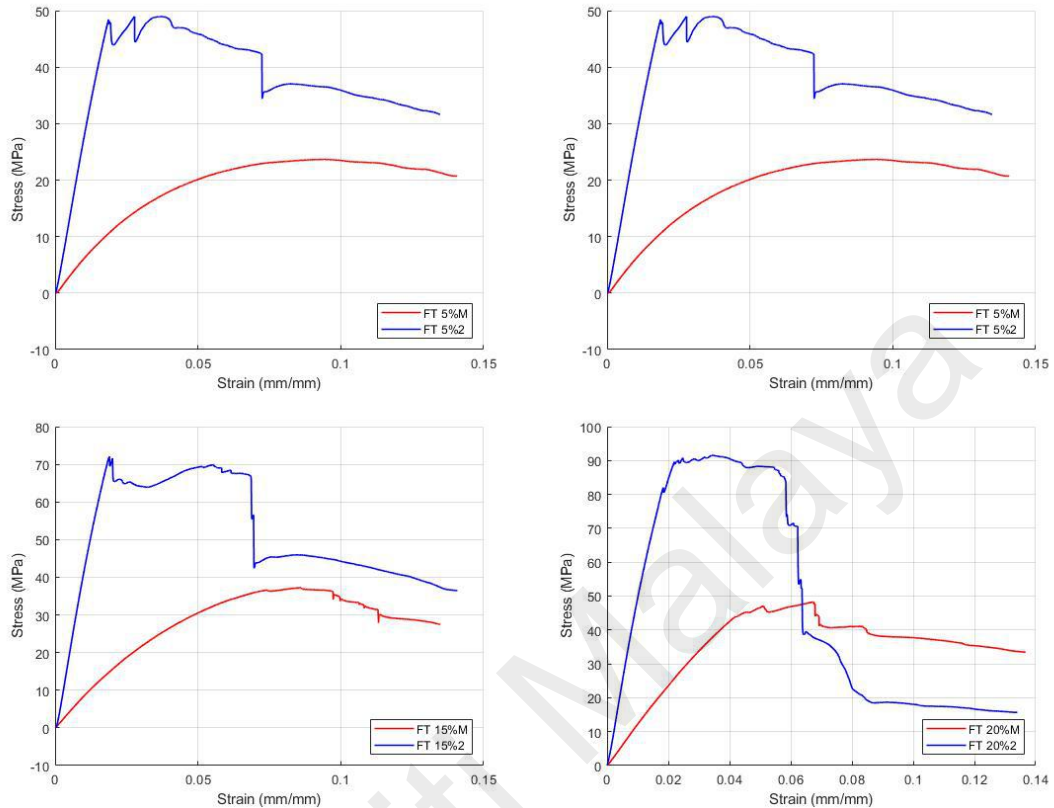 50
40
30
20
10
0
-10
Stress (MPa)
0 0.05 0.1 0.15
Strain (mm/mm)
FT 5%M
FT 5%2
50
40
30
20
10
0
-10
Stress (MPa)
0 0.05 0.1 0.15
Strain (mm/mm)
FT 5%M
FT 5%2
80
70
60
50
40
30
20
10
0
-10
Stress (MPa)
0 0.05 0.1 0.15
Strain (mm/mm)
FT 15%M
FT 15%2
100
90
80
70
60
50
40
30
20
10
0
Stress (MPa)
0 0.02 0.04 0.06 0.08 0.1 0.12 0.14
Strain (mm/mm)
FT 20%M
FT 20%2
iti Malaya